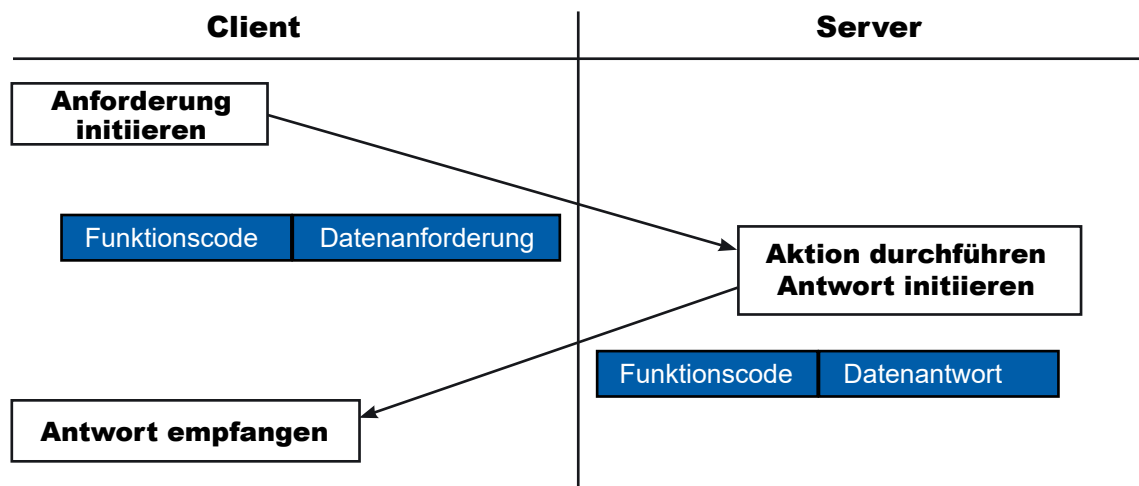 Client
Server
Anforderung
initiieren
Funktionscode
Datenanforderung
Aktion durchführen
Antwort initiieren
Funktionscode
Datenantwort
Antwort empfangen